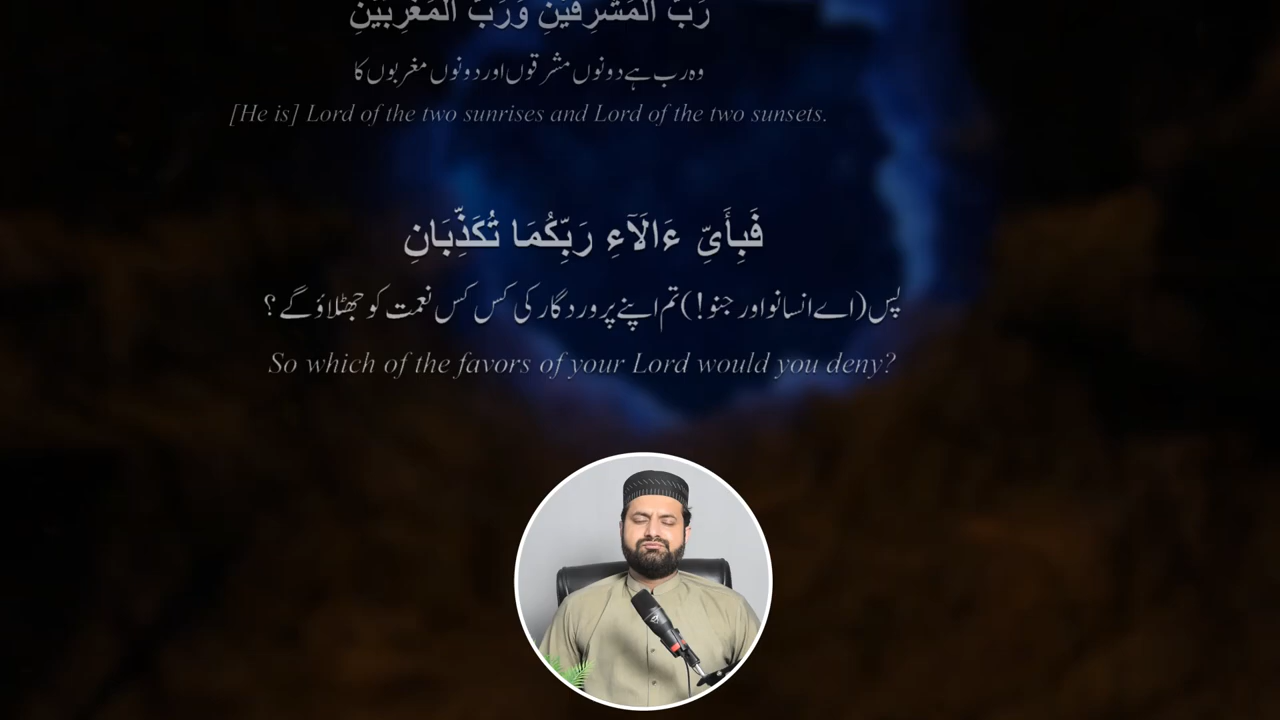 رَبُّ الْمَشْرِقَيْنِ وَرَبُّ الْمَغْرِبَيْنِ
وہ رب ہے دونوں مشرقوں اور دونوں مغربوں کا
[He is] Lord of the two sunrises and Lord of the two sunsets.
فَبِأَىِّ ءَالَآءِ رَبِّكُمَا تُكَذِّبَانِ
پس (اے انسانو اور جنو!) تم اپنے پروردگار کی کس کس نعمت کو جھٹلاؤ گے ؟
So which of the favors of your Lord would you deny?